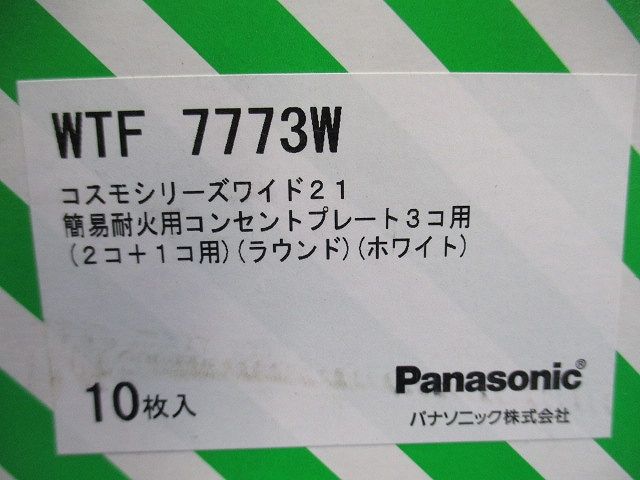 WTF 7773W
コスモシリーズワイド21
簡易耐火用コンセントプレート3コ用
(2コ+1コ用)(ラウンド)(ホワイト)
10枚入
Panasonic®
パナソニック株式会社